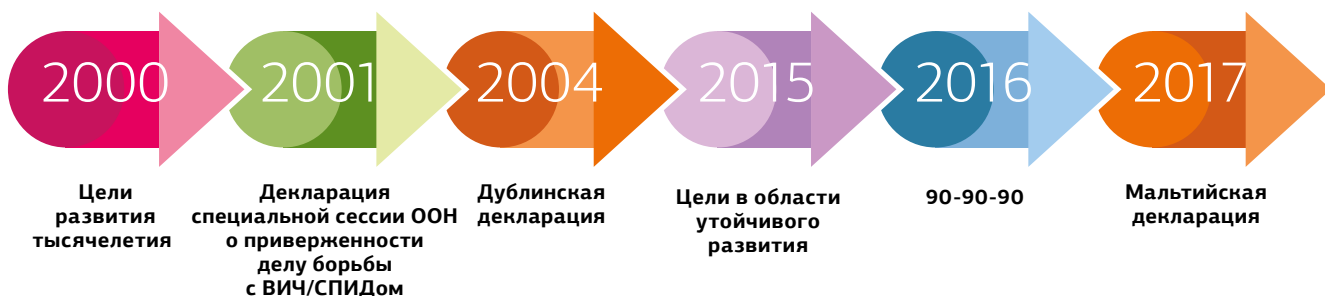 2000
Цели
развития
тысячелетия
2001
Декларация
специальной сессии ООН
о приверженности
делу борьбы
с ВИЧ/СПИДом
2004
Дублинская
декларация
2015
Цели в области
утойчивого
развития
2016
90-90-90
2017
Мальтийская
декларация